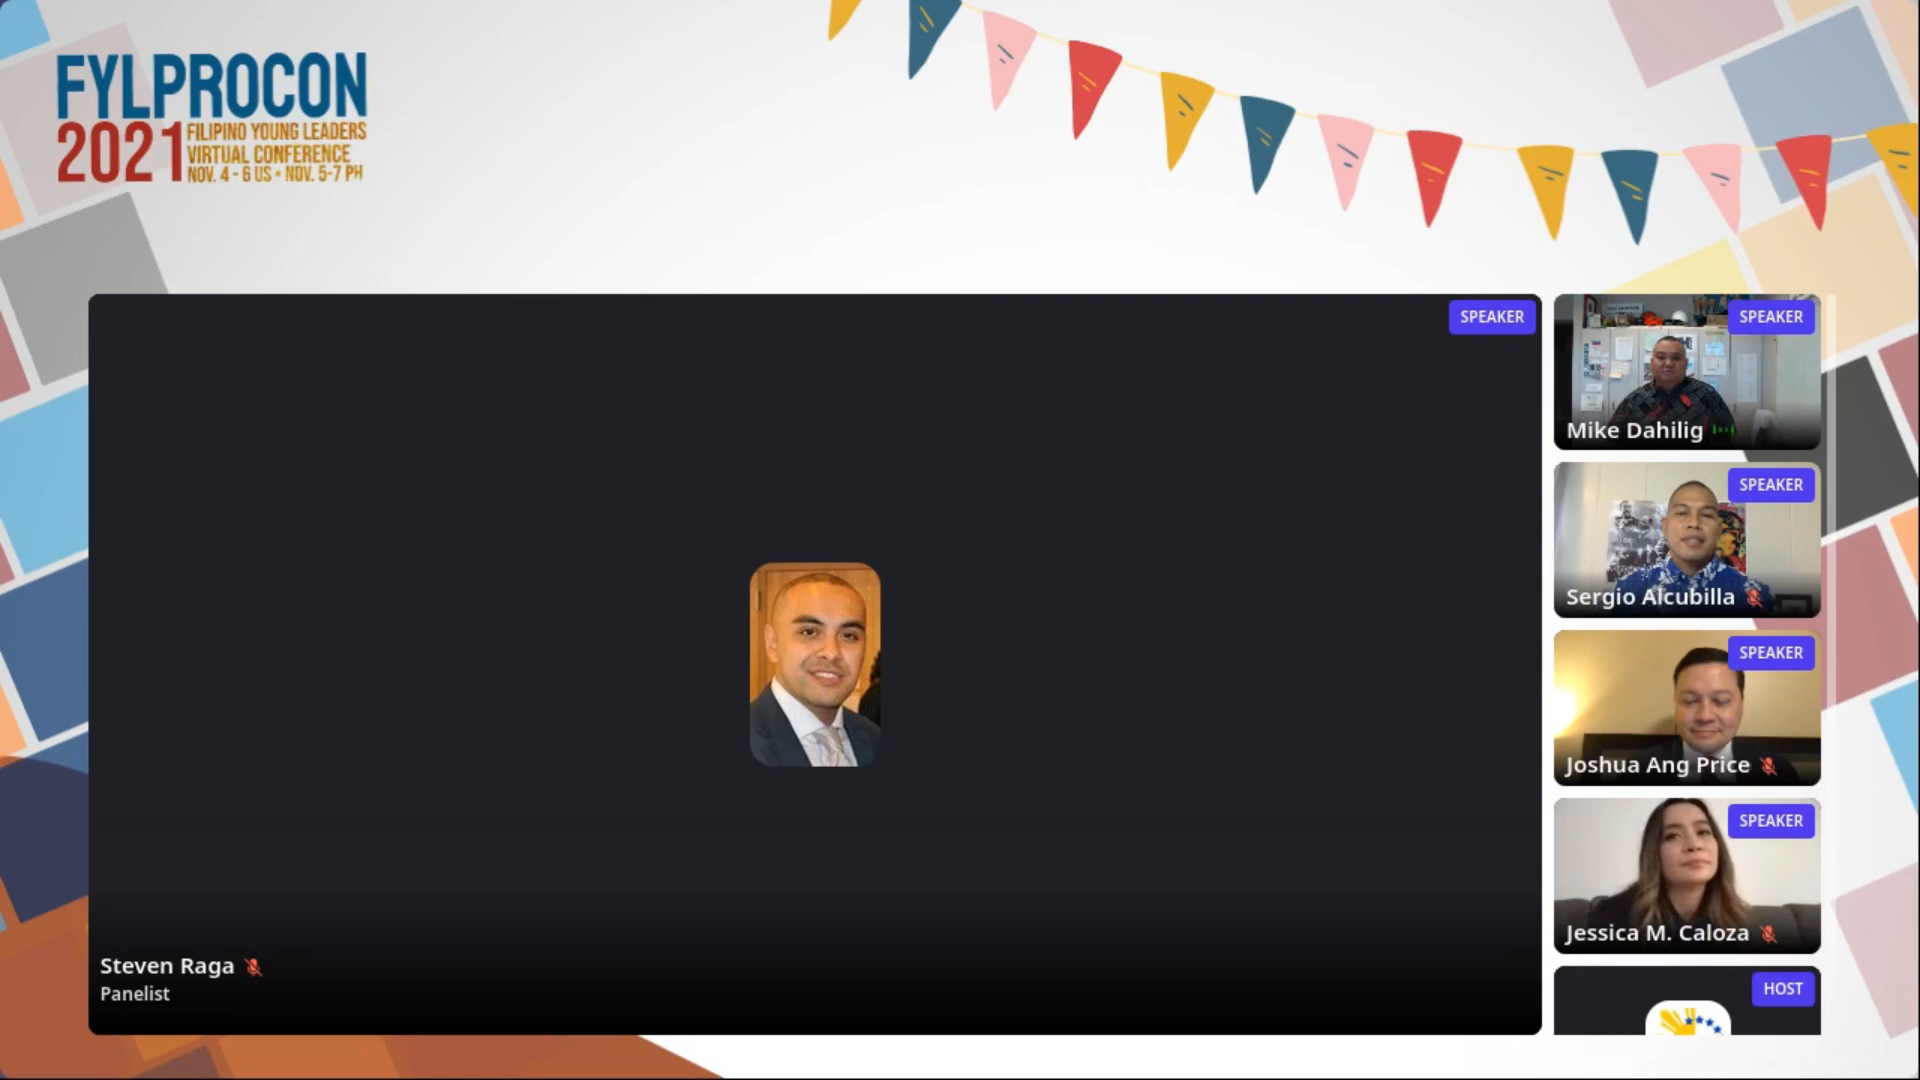 FYLPROCON
2021
FILIPINO YOUNG LEADERS
VIRTUAL CONFERENCE
NOV. 4 - 6 US • NOV. 5-7 PH
SPEAKER
Steven Raga
Panelist
SPEAKER
Mike Dahilig
SPEAKER
Sergio Alcubilla
SPEAKER
Joshua Ang Price
SPEAKER
Jessica M. Caloza
HOST